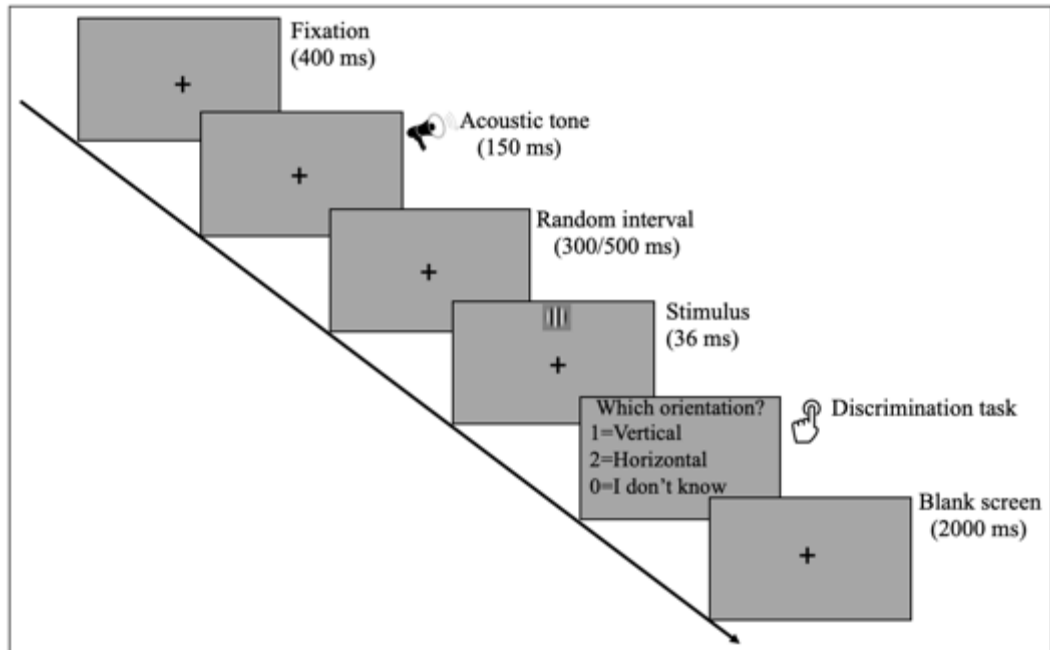 Fixation
(400 ms)
Acoustic tone
(150 ms)
Random interval
(300/500 ms)
Stimulus
(36 ms)
Which orientation?
1=Vertical
2=Horizontal
0=I don't know
Discrimination task
Blank screen
(2000 ms)